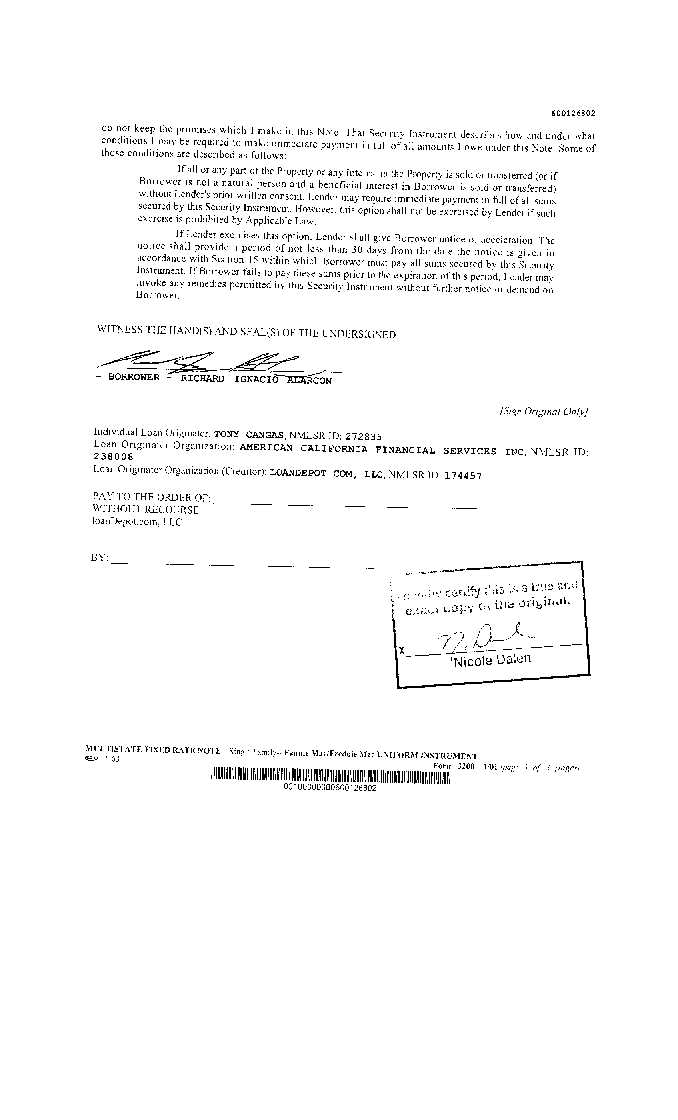 600126802
do not keep the promises which I make in this Note. That Security Instrument describes how and under what
conditions I may be required to make immediate payment in full of all amounts I owe under this Note. Some of
those conditions are described as follows:
If all or any part of the Property or any Interest in the Property is sold or transferred (or if
Borrower is not a natural person and a beneficial interest in Borrower is sold or transferred)
without Lender's prior written consent, Lender may require immediate payment in full of all sums
secured by this Security Instrument. However, this option shall not be exercised by Lender if such
exercise is prohibited by Applicable Law.
If Lender exercises this option, Lender shall give Borrower notice of acceleration. The
notice shall provide a period of not less than 30 days from the date the notice is given in
accordance with Section 15 within which Borrower must pay all sums secured by this Security
Instrument. If Borrower fails to pay these sums prior to the expiration of this period, Lender may
invoke any remedies permitted by this Security Instrument without further notice or demand on
Borrower.
WITNESS THE HAND(S) AND SEAL(S) OF THE UNDERSIGNED
- BORROWER - RICHARD IGNACIO ALARCON
[Sign Original Only]
Individual Loan Originator: TONY CANGAS, NMLSR ID: 272835
Loan Originator Organization: AMERICAN CALIFORNIA FINANCIAL SERVICES INC, NMLSR ID:
238008
Loan Originator Organization (Creditor): LOANDEPOT COM, LLC, NMLSR ID: 174457
PAY TO THE ORDER OF:
WITHOUT RECOURSE
loanDepot.com, LLC
BY:
certify this is a true and
exact copy of the original.
X
Nicole Dalen
MULTISTATE FIXED RATE NOTE--Single Family--Fannie Mae/Freddie Mac UNIFORM INSTRUMENT
Form 3200 1/01 (page 3 of 3 pages)